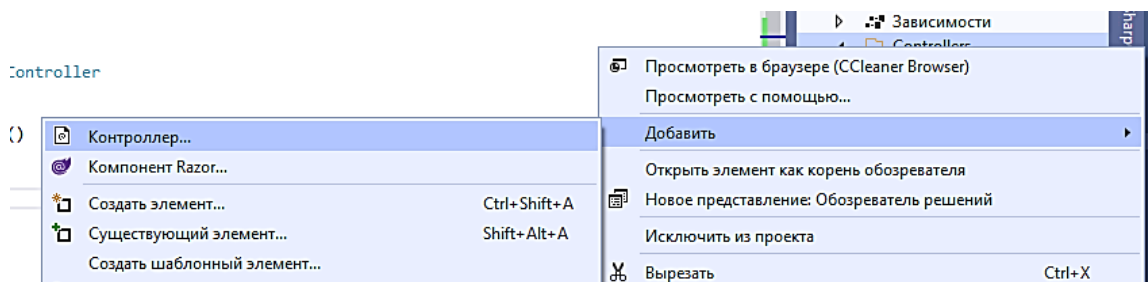 Зависимости
Controllers
Controller
Просмотреть в браузере (CCleaner Browser)
Просмотреть с помощью...
()
Контроллер...
Добавить
Компонент Razor...
Открыть элемент как корень обозревателя
Создать элемент... Ctrl+Shift+A
Новое представление: Обозреватель решений
Существующий элемент... Shift+Alt+A
Исключить из проекта
Создать шаблонный элемент...
Вырезать Ctrl+X